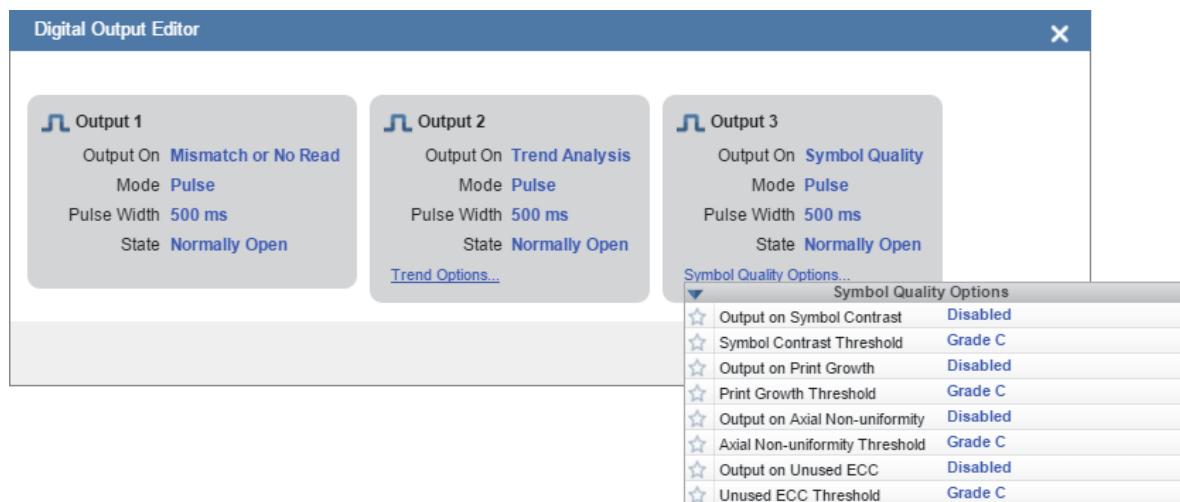 Digital Output Editor
Output 1
Output On Mismatch or No Read
Mode Pulse
Pulse Width 500 ms
State Normally Open
Output 2
Output On Trend Analysis
Mode Pulse
Pulse Width 500 ms
State Normally Open
Trend Options...
Output 3
Output On Symbol Quality
Mode Pulse
Pulse Width 500 ms
State Normally Open
Symbol Quality Options...
Symbol Quality Options
Output on Symbol Contrast Disabled
Symbol Contrast Threshold Grade C
Output on Print Growth Disabled
Print Growth Threshold Grade C
Output on Axial Non-uniformity Disabled
Axial Non-uniformity Threshold Grade C
Output on Unused ECC Disabled
Unused ECC Threshold Grade C